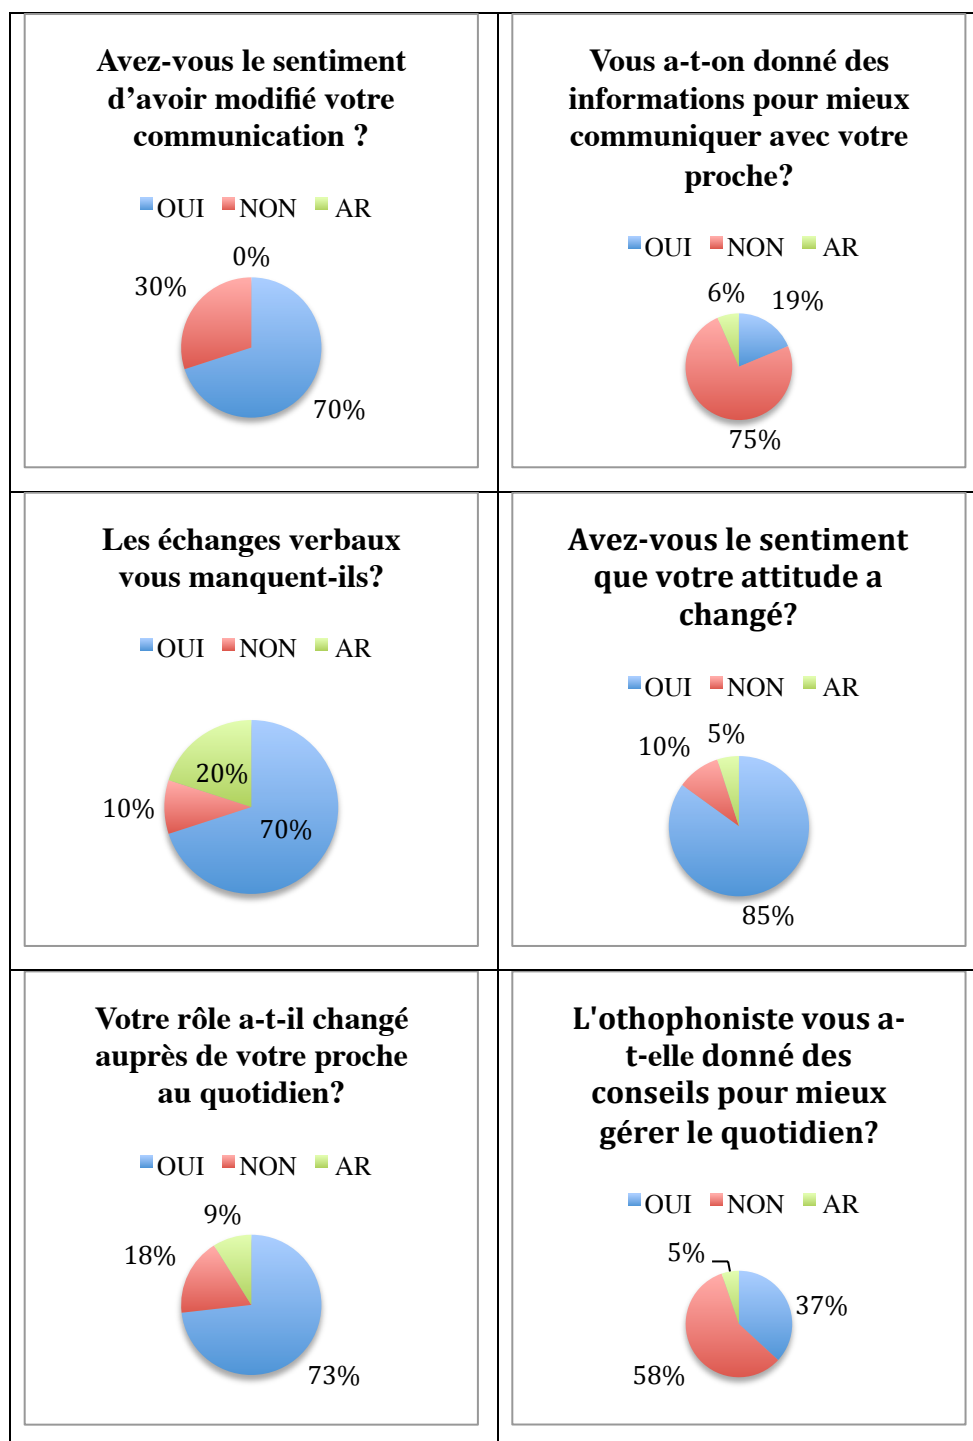 Avez-vous le sentiment
d’avoir modifié votre
communication ?
OUI NON AR
0%
30%
70%
Vous a-t-on donné des
informations pour mieux
communiquer avec votre
proche?
OUI NON AR
6%
19%
75%
Les échanges verbaux
vous manquent-ils?
OUI NON AR
20%
10%
70%
Avez-vous le sentiment
que votre attitude a
changé?
OUI NON AR
5%
10%
85%
Votre rôle a-t-il changé
auprès de votre proche
au quotidien?
OUI NON AR
9%
18%
73%
L'othophoniste vous a-
t-elle donné des
conseils pour mieux
gérer le quotidien?
OUI NON AR
5%
37%
58%